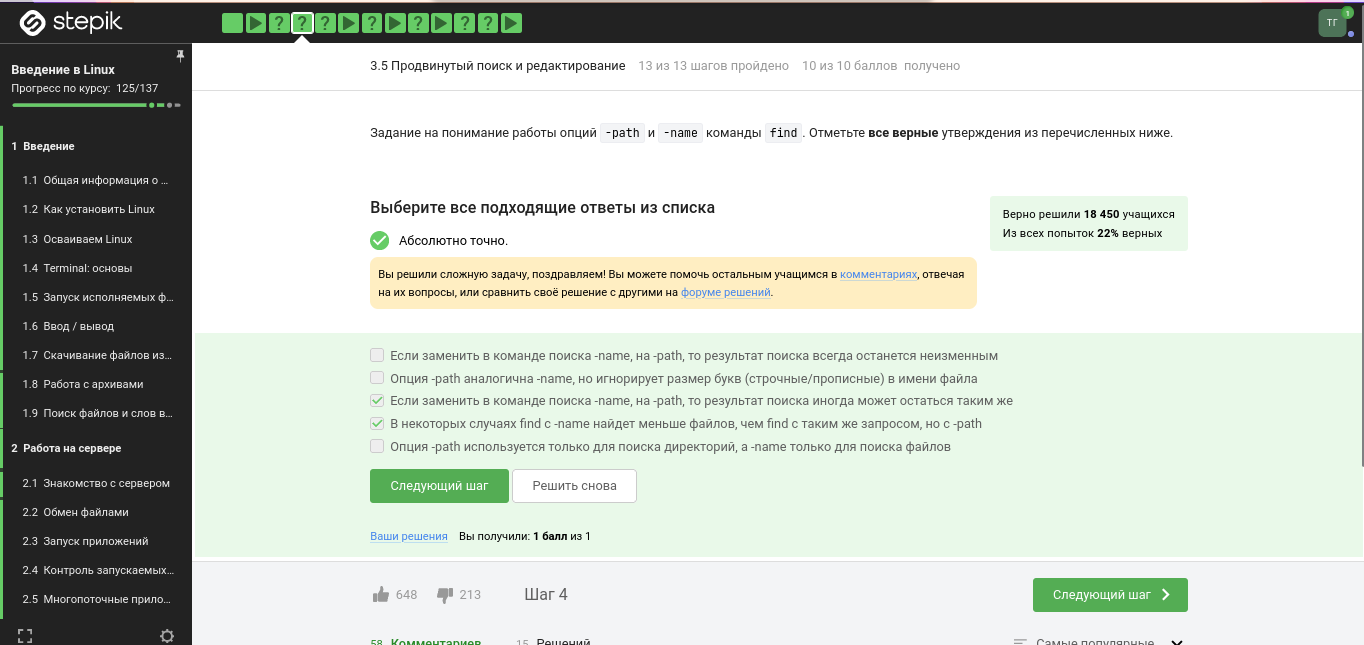 stepik
? ? ? ? ? ? ?
ТГ 1
Введение в Linux
Прогресс по курсу: 125/137
1 Введение
1.1 Общая информация о ...
1.2 Как установить Linux
1.3 Осваиваем Linux
1.4 Terminal: основы
1.5 Запуск исполняемых ф...
1.6 Ввод / вывод
1.7 Скачивание файлов из...
1.8 Работа с архивами
1.9 Поиск файлов и слов в...
2 Работа на сервере
2.1 Знакомство с сервером
2.2 Обмен файлами
2.3 Запуск приложений
2.4 Контроль запускаемых...
2.5 Многопоточные прило...
3.5 Продвинутый поиск и редактирование 13 из 13 шагов пройдено 10 из 10 баллов получено
Задание на понимание работы опций -path и -name команды find. Отметьте все верные утверждения из перечисленных ниже.
Выберите все подходящие ответы из списка
Верно решили 18 450 учащихся
Из всех попыток 22% верных
Абсолютно точно.
Вы решили сложную задачу, поздравляем! Вы можете помочь остальным учащимся в комментариях, отвечая
на их вопросы, или сравнить своё решение с другими на форуме решений.
Если заменить в команде поиска -name, на -path, то результат поиска всегда останется неизменным
Опция -path аналогична -name, но игнорирует размер букв (строчные/прописные) в имени файла
Если заменить в команде поиска -name, на -path, то результат поиска иногда может остаться таким же
В некоторых случаях find с -name найдет меньше файлов, чем find с таким же запросом, но с -path
Опция -path используется только для поиска директорий, а -name только для поиска файлов
Следующий шаг Решить снова
Ваши решения Вы получили: 1 балл из 1
648 213 Шаг 4 Следующий шаг
58 Комментариев 15 Решений Самые популярные